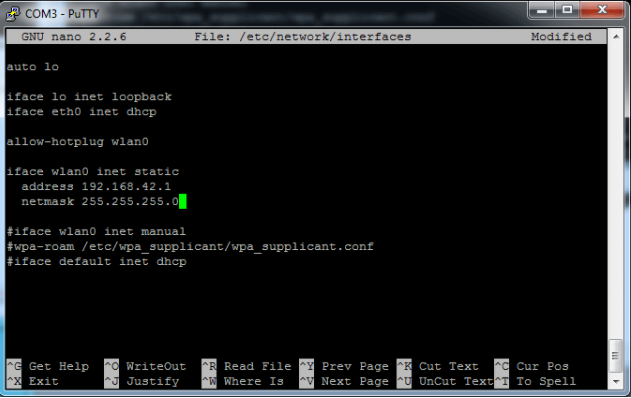 COM3 - PuTTY
GNU nano 2.2.6 File: /etc/network/interfaces Modified
auto lo
iface lo inet loopback
iface eth0 inet dhcp
allow-hotplug wlan0
iface wlan0 inet static
address 192.168.42.1
netmask 255.255.255.0
#iface wlan0 inet manual
#wpa-roam /etc/wpa_supplicant/wpa_supplicant.conf
#iface default inet dhcp
^G Get Help ^O WriteOut ^R Read File ^Y Prev Page ^K Cut Text ^C Cur Pos
^X Exit ^J Justify ^W Where Is ^V Next Page ^U UnCut Text ^T To Spell